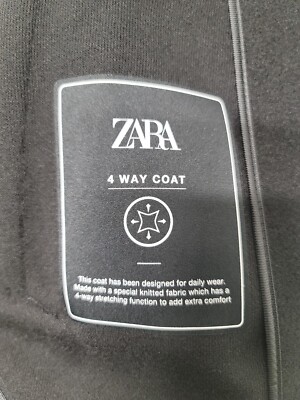 ZARA
4 WAY COAT
This coat has been designed for daily wear.
Made with a special knitted fabric which has a
4-way stretching function to add extra comfort